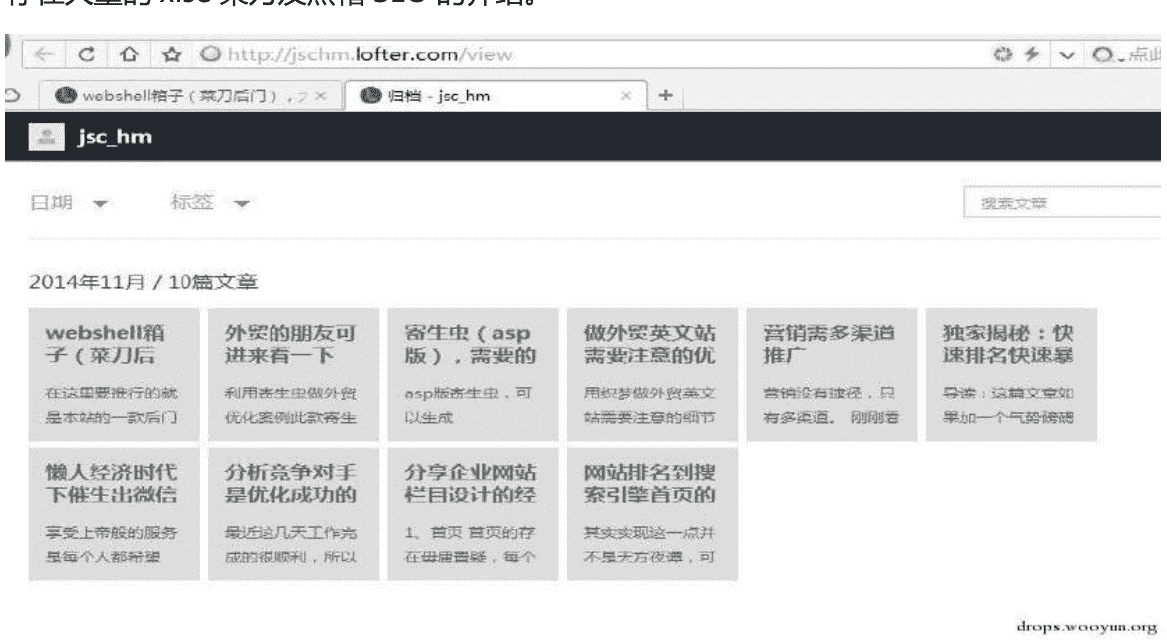 http://jschm.lofter.com/view
webshell箱子（菜刀后门）, 
归档 - jsc_hm
jsc_hm
日期
标签
搜索文章
2014年11月 / 10篇文章
webshell箱
子（菜刀后
在这里要推行的就
是本站的一款后门
外贸的朋友可
进来看一下
利用寄生虫做外贸
优化案例此款寄生
寄生虫（asp
版），需要的
asp版寄生虫，可
以生成
做外贸英文站
需要注意的优
用织梦做外贸英文
站需要注意的细节
营销需多渠道
推广
营销没有捷径，只
有多渠道。 刚刚看
独家揭秘：快
速排名快速暴
导读：这篇文章如
果加一个气势磅礴
懒人经济时代
下催生出微信
享受上帝般的服务
是每个人都希望
分析竞争对手
是优化成功的
最近这几天工作完
成的很顺利，所以
分享企业网站
栏目设计的经
1、首页 首页的存
在毋庸置疑，每个
网站排名到搜
索引擎首页的
其实实现这一点并
不是天方夜谭，可
drops.wooyun.org